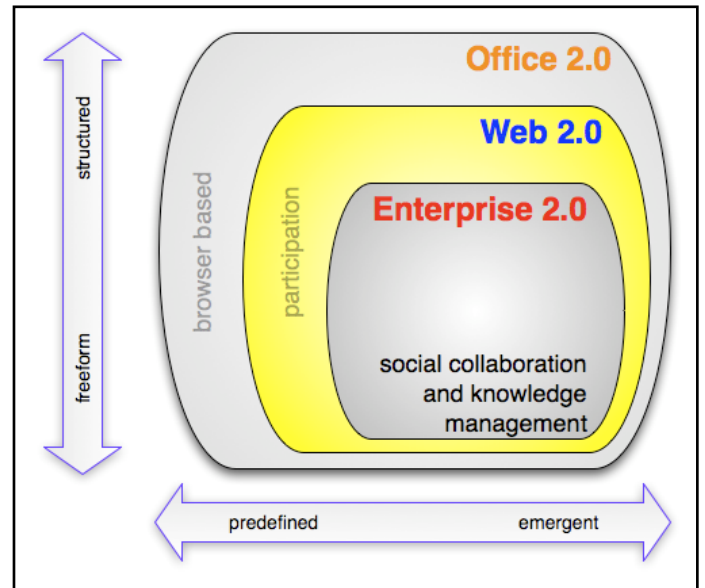 Office 2.0
Web 2.0
Enterprise 2.0
structured
freeform
browser based
participation
social collaboration
and knowledge
management
predefined
emergent